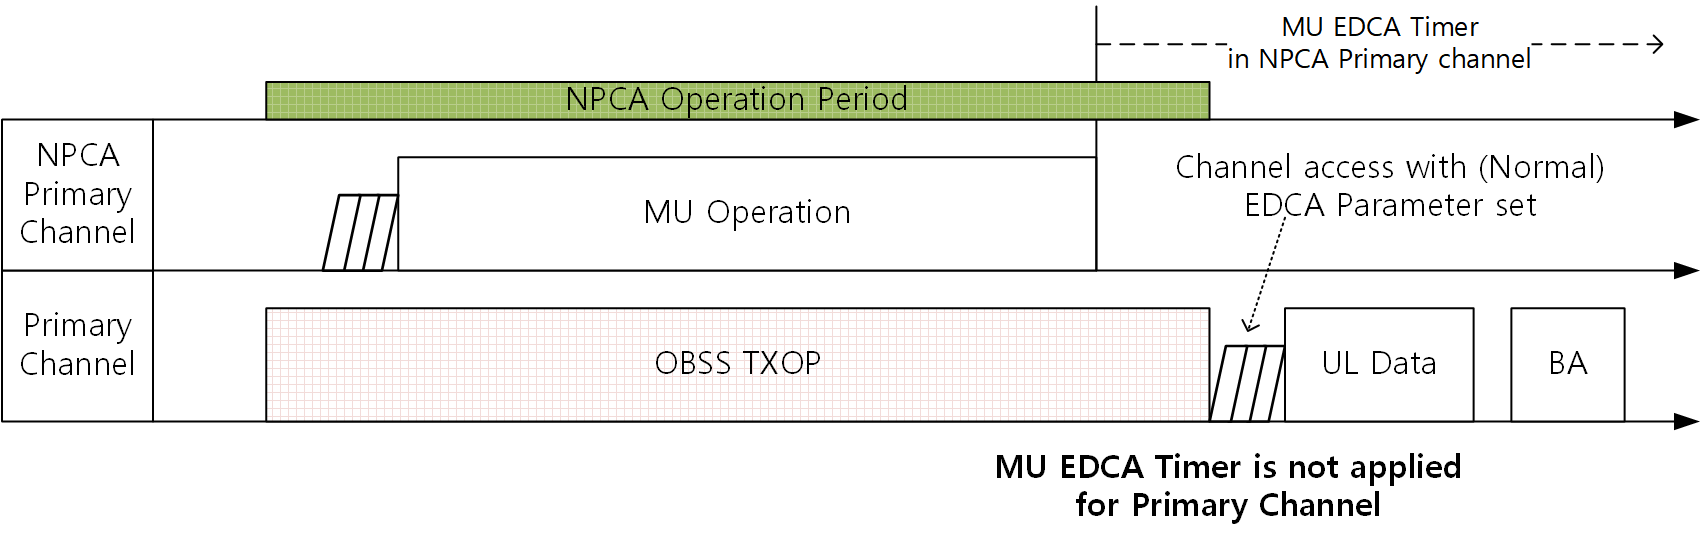 MU EDCA Timer
in NPCA Primary channel
NPCA Operation Period
NPCA
Primary
Channel
MU Operation
Channel access with (Normal)
EDCA Parameter set
Primary
Channel
OBSS TXOP
UL Data
BA
MU EDCA Timer is not applied
for Primary Channel